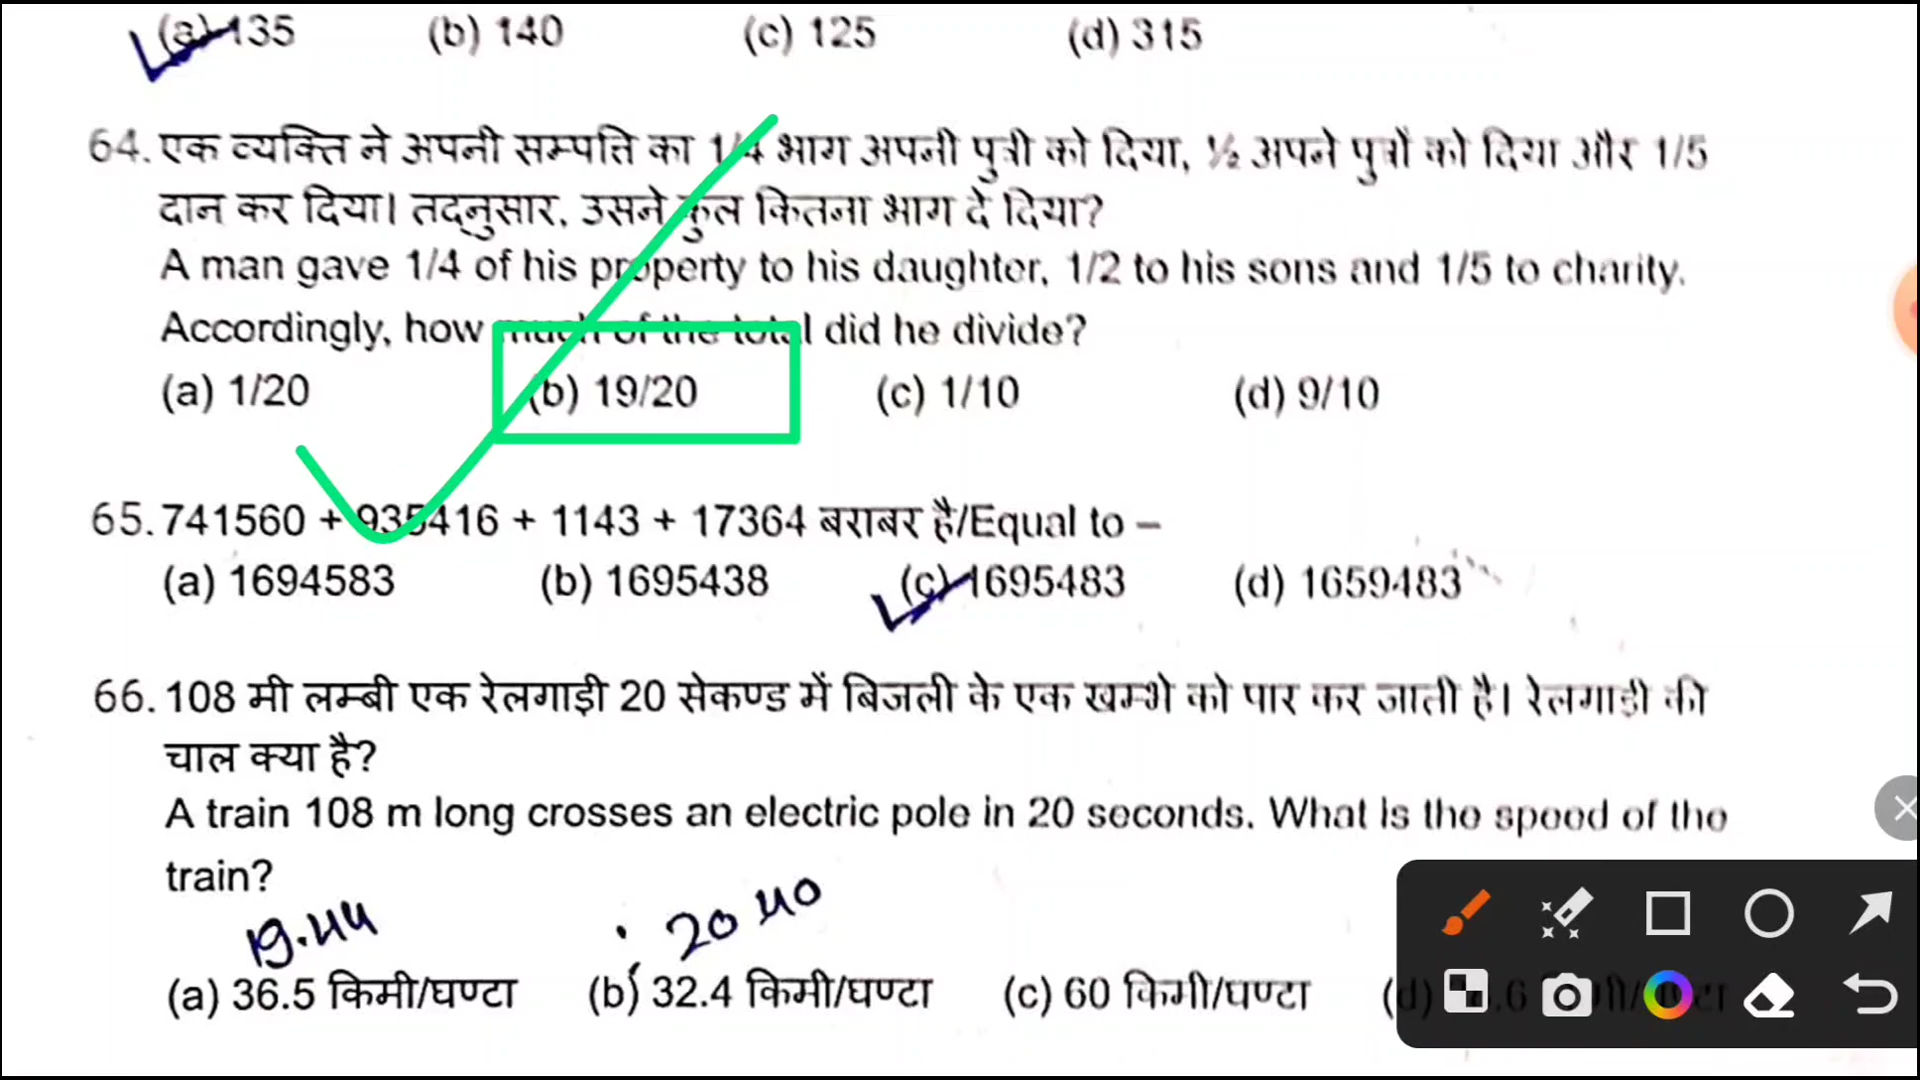 (a) 135 (b) 140 (c) 125 (d) 315
64. एक व्यक्ति ने अपनी सम्पत्ति का 1/4 भाग अपनी पुत्री को दिया, ½ अपने पुत्रों को दिया और 1/5
दान कर दिया। तद्नुसार, उसने कुल कितना भाग दे दिया?
A man gave 1/4 of his property to his daughter, 1/2 to his sons and 1/5 to charity.
Accordingly, how much of the total did he divide?
(a) 1/20 (b) 19/20 (c) 1/10 (d) 9/10
65. 741560 + 935416 + 1143 + 17364 बराबर है/Equal to –
(a) 1694583 (b) 1695438 (c) 1695483 (d) 1659483
66. 108 मी लम्बी एक रेलगाड़ी 20 सेकण्ड में बिजली के एक खम्भे को पार कर जाती है। रेलगाड़ी की
चाल क्या है?
A train 108 m long crosses an electric pole in 20 seconds. What is the speed of the
train?
19.44 20 40
(a) 36.5 किमी/घण्टा (b) 32.4 किमी/घण्टा (c) 60 किमी/घण्टा (d)